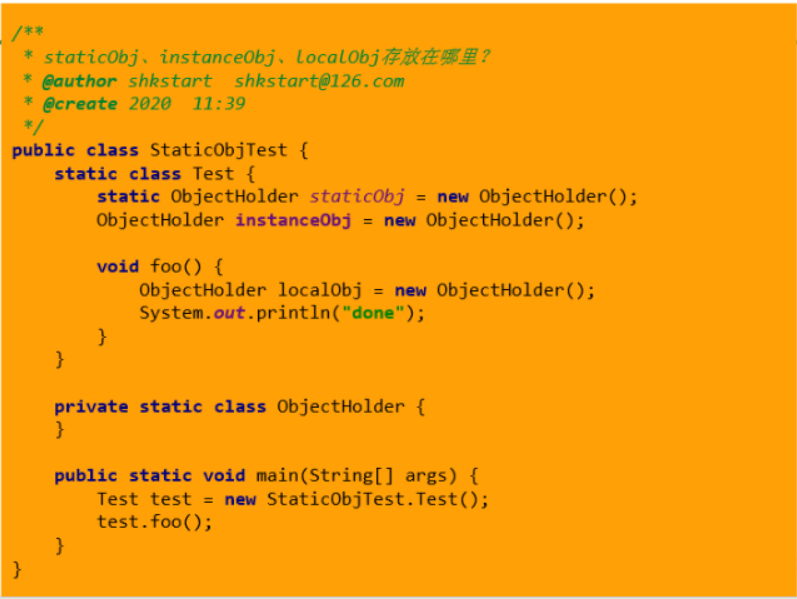 /**
 * staticObj、instanceObj、localObj存放在哪里？
 * @author shkstart  shkstart@126.com
 * @create 2020  11:39
 */
public class StaticObjTest {
    static class Test {
        static ObjectHolder staticObj = new ObjectHolder();
        ObjectHolder instanceObj = new ObjectHolder();

        void foo() {
            ObjectHolder localObj = new ObjectHolder();
            System.out.println("done");
        }
    }

    private static class ObjectHolder {
    }

    public static void main(String[] args) {
        Test test = new StaticObjTest.Test();
        test.foo();
    }
}